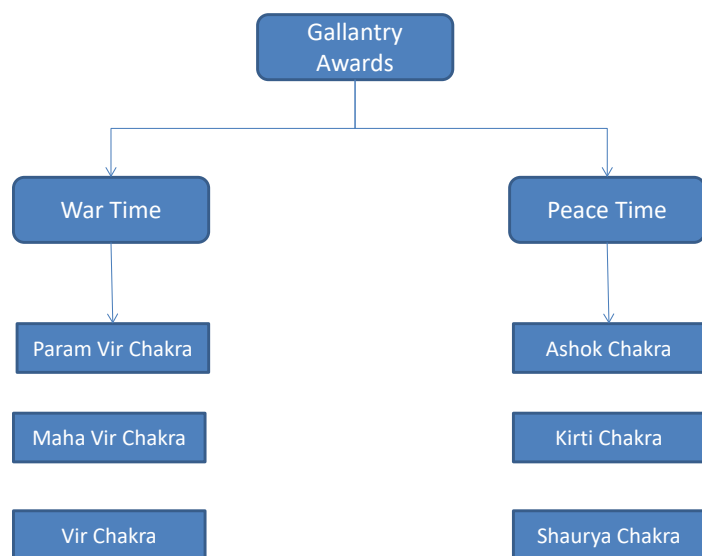 Gallantry
Awards
War Time
Peace Time
Param Vir Chakra
Ashok Chakra
Maha Vir Chakra
Kirti Chakra
Vir Chakra
Shaurya Chakra